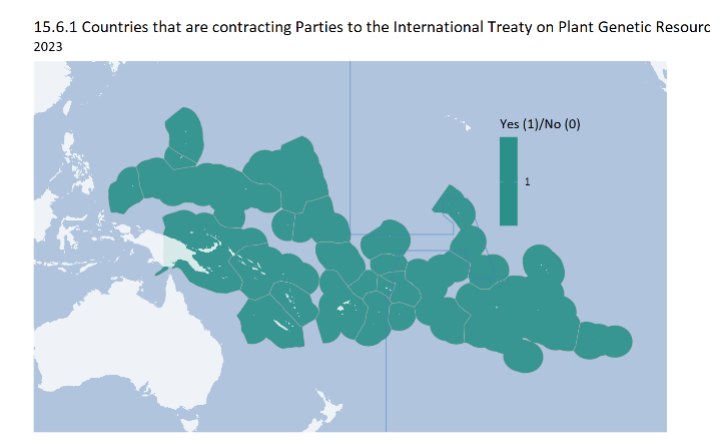 15.6.1 Countries that are contracting Parties to the International Treaty on Plant Genetic Resourc
2023
Yes (1)/No (0)
1